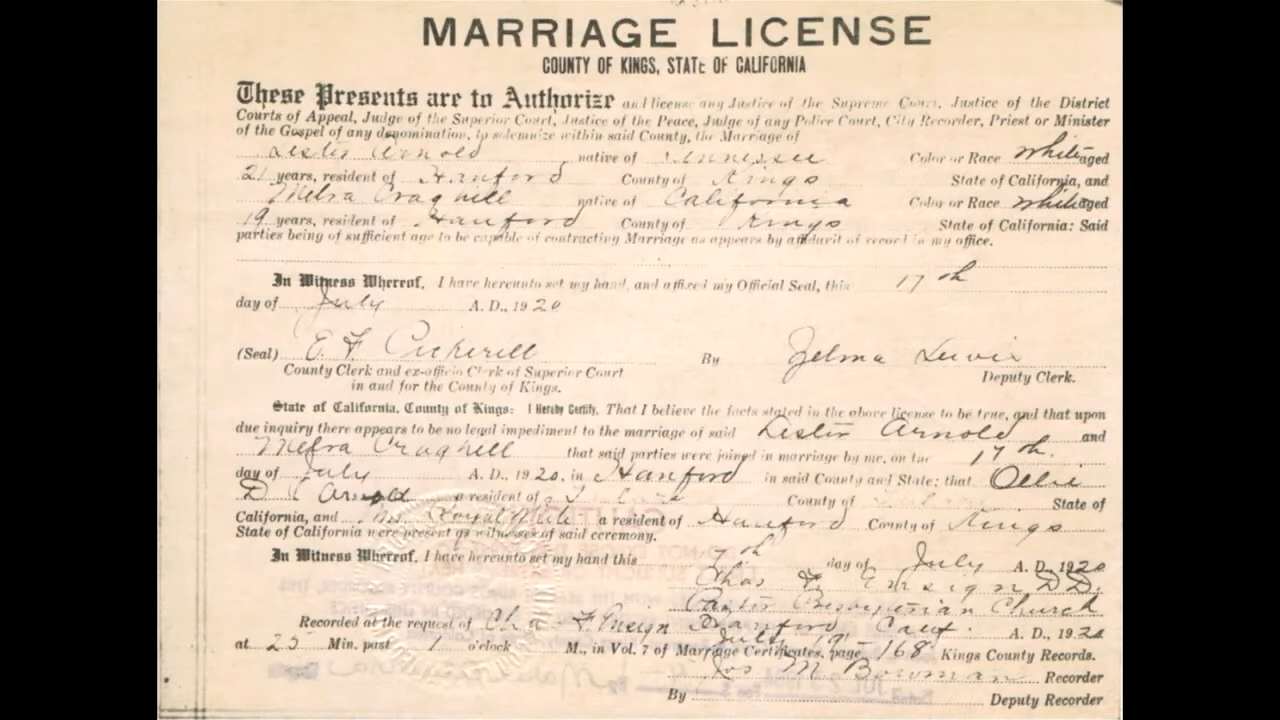 MARRIAGE LICENSE
COUNTY OF KINGS, STATE OF CALIFORNIA
These Presents are to Authorize and license any Justice of the Supreme Court, Justice of the District
Courts of Appeal, Judge of the Superior Court, Justice of the Peace, Judge of any Police Court, City Recorder, Priest or Minister
of the Gospel of any denomination, to solemnize within said County, the Marriage of
Lester Arnold native of Tennessee Color or Race white aged
21 years, resident of Hanford County of Kings State of California, and
Melba Craghill native of California Color or Race white aged
19 years, resident of Hanford County of Kings State of California: Said
parties being of sufficient age to be capable of contracting Marriage as appears by affidavit of record in my office.
In Witness Whereof, I have hereunto set my hand, and affixed my Official Seal, this 17th
day of July A. D., 1920
(Seal) E F Pickerill By Zelma Lewis
County Clerk and ex-officio Clerk of Superior Court Deputy Clerk.
in and for the County of Kings.
State of California, County of Kings: I Hereby Certify, That I believe the facts stated in the above license to be true, and that upon
due inquiry there appears to be no legal impediment to the marriage of said Lester Arnold and
Melba Craghill that said parties were joined in marriage by me, on the 17th.
day of July A. D., 1920, in Hanford in said County and State; that Ollie
Arnold a resident of County of State of
California, and a resident of Hanford County of Kings
State of California were present as witnesses of said ceremony.
In Witness Whereof, I have hereunto set my hand this day of July A. D., 1920
Chas F. Ensign D.D.
Pastor Presbyterian Church
Recorded at the request of Chas F Ensign Hanford Calif. A. D., 1920
July 19
at 25 Min. past 1 o'clock M., in Vol. 7 of Marriage Certificates, page 168 Kings County Records.
Jos M Bowman Recorder
By Deputy Recorder